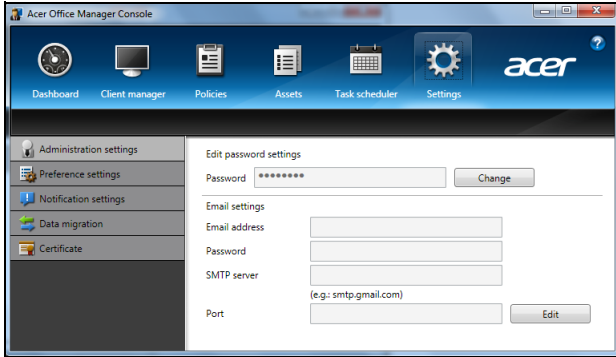 Acer Office Manager Console
Dashboard Client manager Policies Assets Task scheduler Settings
acer
?
Administration settings
Preference settings
Notification settings
Data migration
Certificate
Edit password settings
Password ******** Change
Email settings
Email address
Password
SMTP server
(e.g.: smtp.gmail.com)
Port Edit